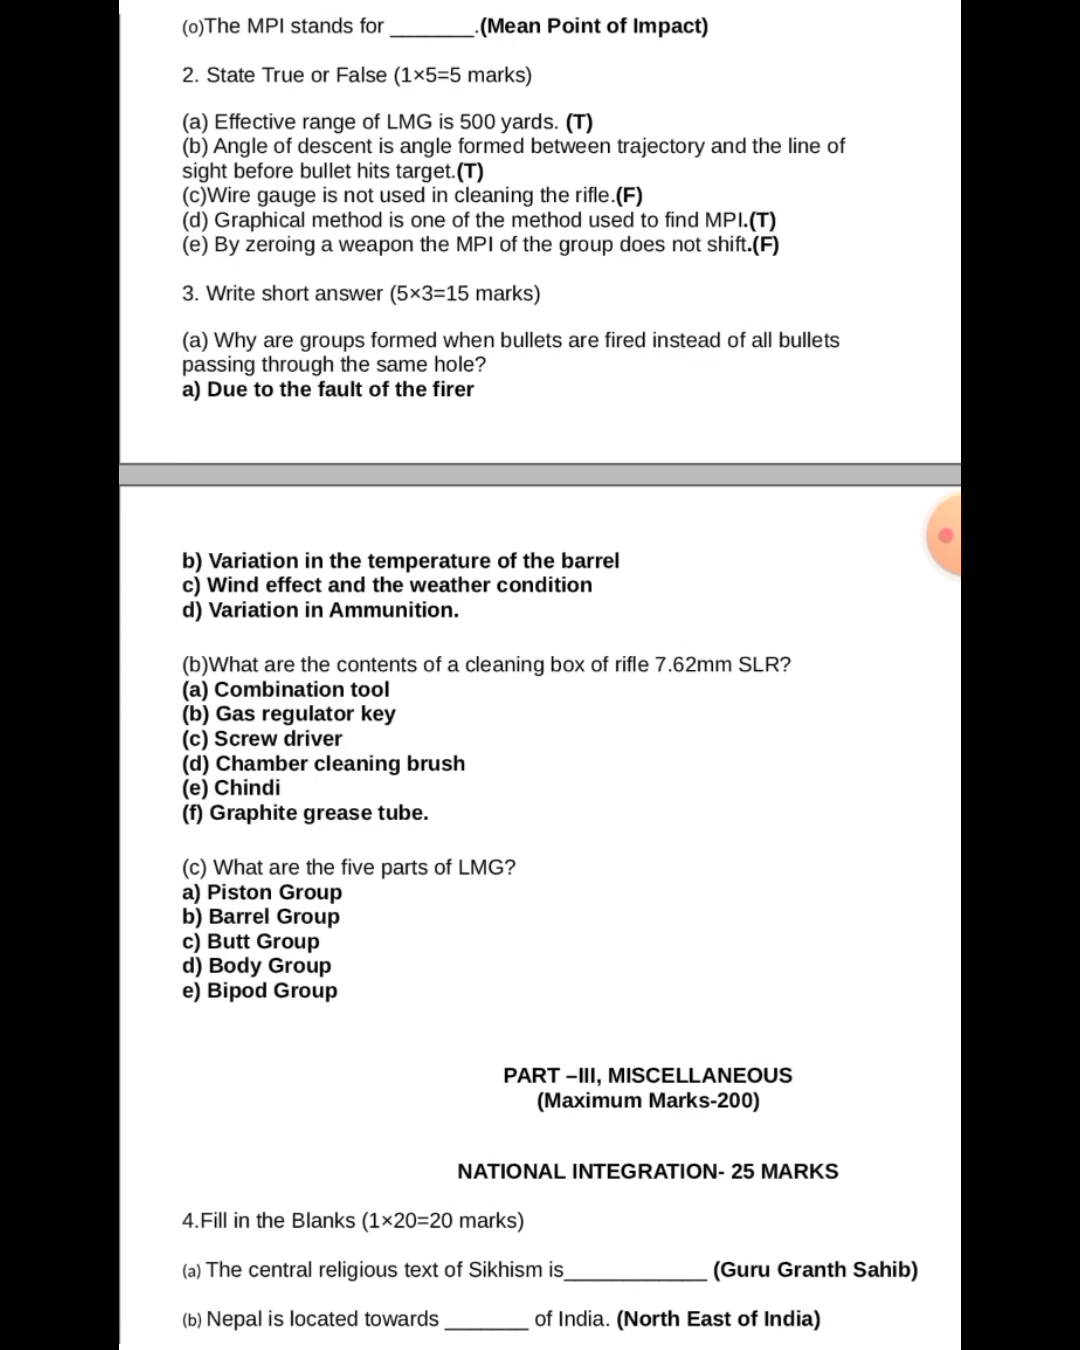 (o)The MPI stands for _______.(Mean Point of Impact)
2. State True or False (1×5=5 marks)
(a) Effective range of LMG is 500 yards. (T)
(b) Angle of descent is angle formed between trajectory and the line of
sight before bullet hits target.(T)
(c)Wire gauge is not used in cleaning the rifle.(F)
(d) Graphical method is one of the method used to find MPI.(T)
(e) By zeroing a weapon the MPI of the group does not shift.(F)
3. Write short answer (5×3=15 marks)
(a) Why are groups formed when bullets are fired instead of all bullets
passing through the same hole?
a) Due to the fault of the firer
b) Variation in the temperature of the barrel
c) Wind effect and the weather condition
d) Variation in Ammunition.
(b)What are the contents of a cleaning box of rifle 7.62mm SLR?
(a) Combination tool
(b) Gas regulator key
(c) Screw driver
(d) Chamber cleaning brush
(e) Chindi
(f) Graphite grease tube.
(c) What are the five parts of LMG?
a) Piston Group
b) Barrel Group
c) Butt Group
d) Body Group
e) Bipod Group
PART –III, MISCELLANEOUS
(Maximum Marks-200)
NATIONAL INTEGRATION- 25 MARKS
4.Fill in the Blanks (1×20=20 marks)
(a) The central religious text of Sikhism is____________ (Guru Granth Sahib)
(b) Nepal is located towards _______ of India. (North East of India)